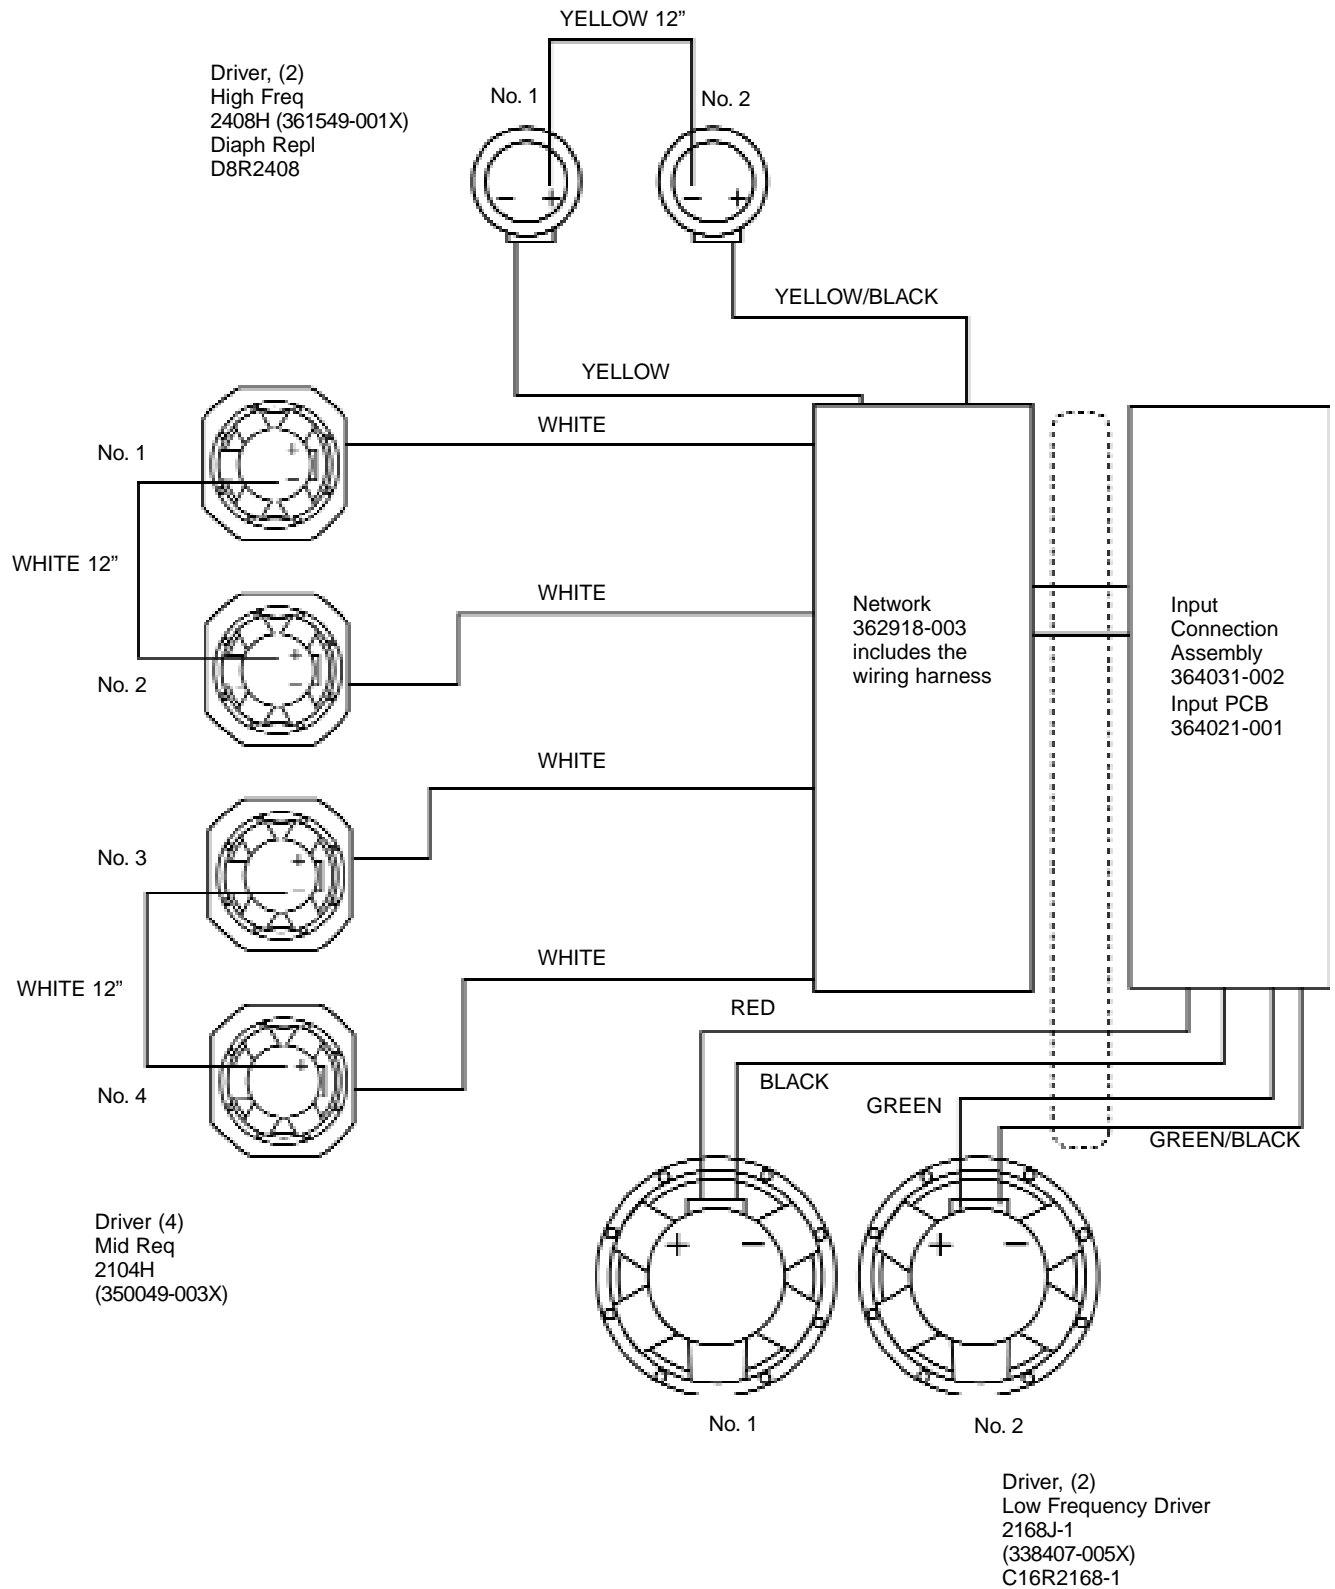 YELLOW 12”
Driver, (2)
High Freq
2408H (361549-001X)
Diaph Repl
D8R2408
No. 1
No. 2
− +
− +
YELLOW/BLACK
YELLOW
WHITE
No. 1
+
−
WHITE 12”
WHITE
No. 2
+
−
WHITE
No. 3
+
−
WHITE 12”
WHITE
No. 4
+
Network
362918-003
includes the
wiring harness
Input
Connection
Assembly
364031-002
Input PCB
364021-001
RED
BLACK
GREEN
GREEN/BLACK
Driver (4)
Mid Req
2104H
(350049-003X)
+ −
+ −
No. 1
No. 2
Driver, (2)
Low Frequency Driver
2168J-1
(338407-005X)
C16R2168-1